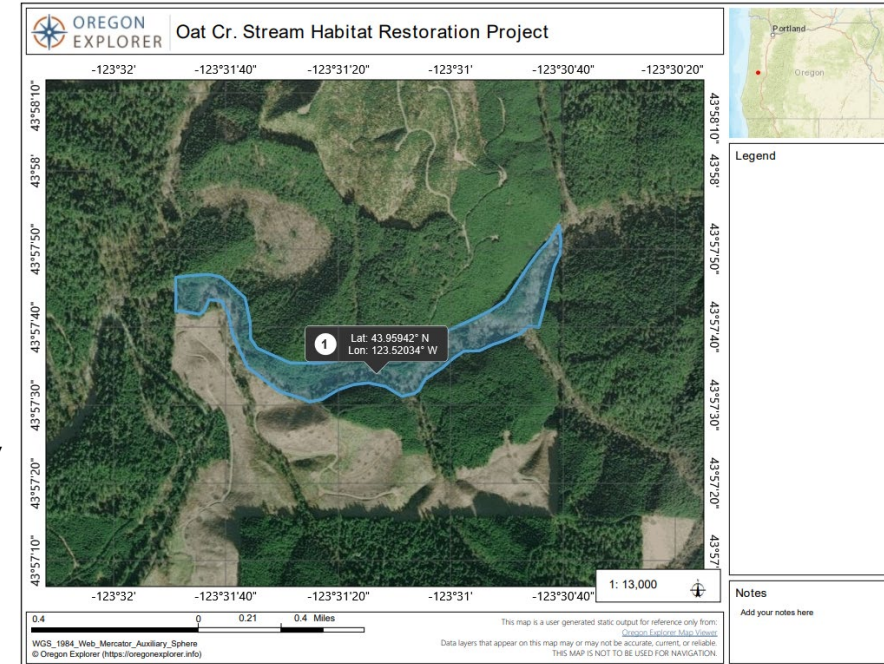 OREGON
EXPLORER
Oat Cr. Stream Habitat Restoration Project
Portland
Oregon
-123°32' -123°31'40" -123°31'20" -123°31' -123°30'40" -123°30'20"
43°58'10" 43°58'10"
43°58' 43°58'
43°57'50" 43°57'50"
43°57'40" 43°57'40"
43°57'30" 43°57'30"
43°57'20" 43°57'20"
43°57'10" 43°57'
1
Lat: 43.95942° N
Lon: 123.52034° W
-123°32' -123°31'40" -123°31'20" -123°31' -123°30'40"
1: 13,000
Legend
Notes
Add your notes here
0.4 0 0.21 0.4 Miles
WGS_1984_Web_Mercator_Auxiliary_Sphere
© Oregon Explorer (https://oregonexplorer.info)
This map is a user generated static output for reference only from:
Oregon Explorer Map Viewer
Data layers that appear on this map may or may not be accurate, current, or reliable.
THIS MAP IS NOT TO BE USED FOR NAVIGATION.